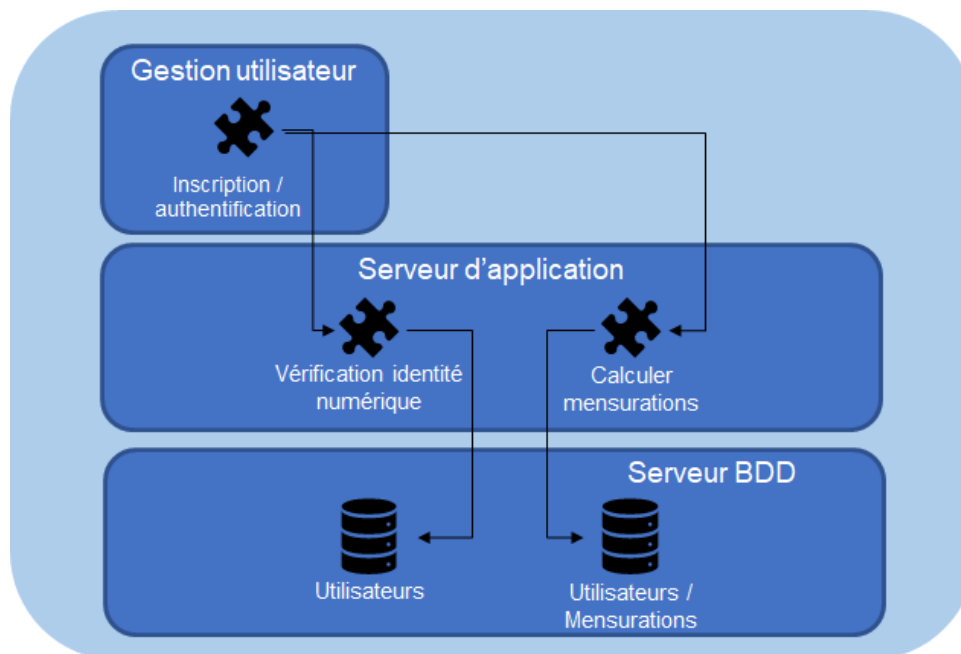 Gestion utilisateur
Inscription /
authentification
Serveur d'application
Vérification identité
numérique
Calculer
mensurations
Serveur BDD
Utilisateurs
Utilisateurs /
Mensurations